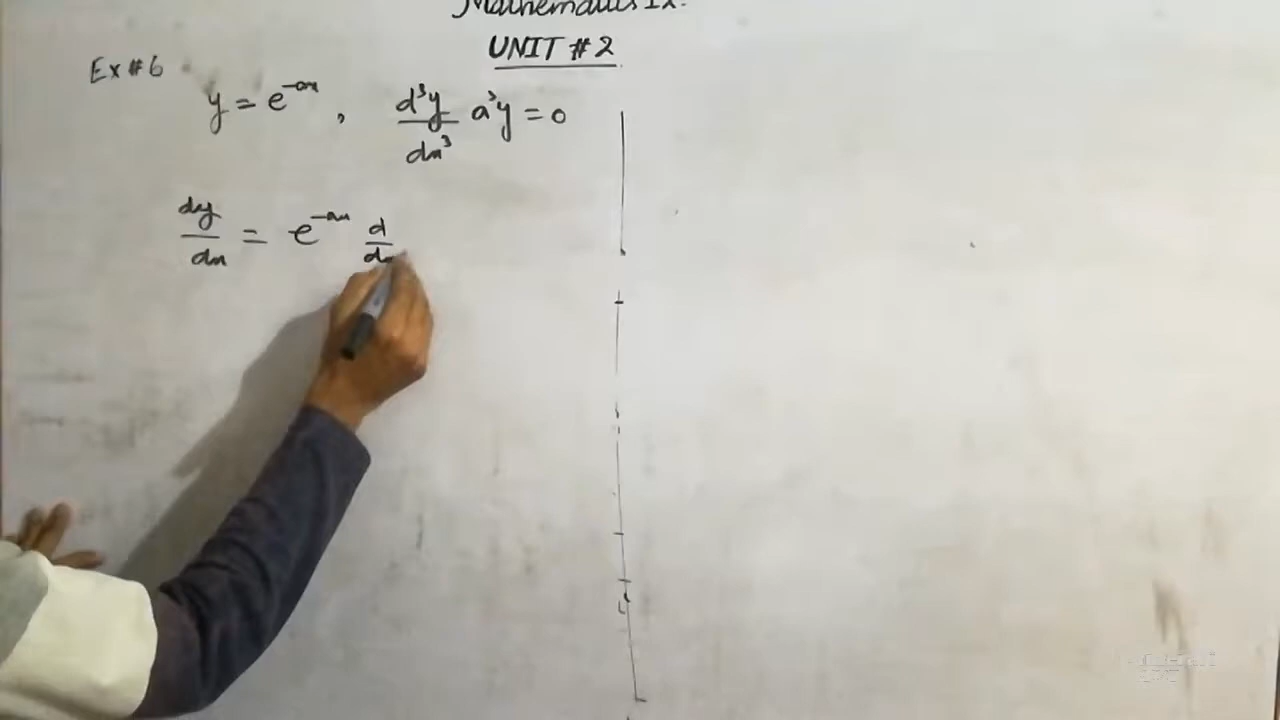 Mathematics IX.
UNIT # 2
Ex # 6
y = e^{-ax}, d³y/dx³ a³y = 0
dy/dx = e^{-ax} d/dx